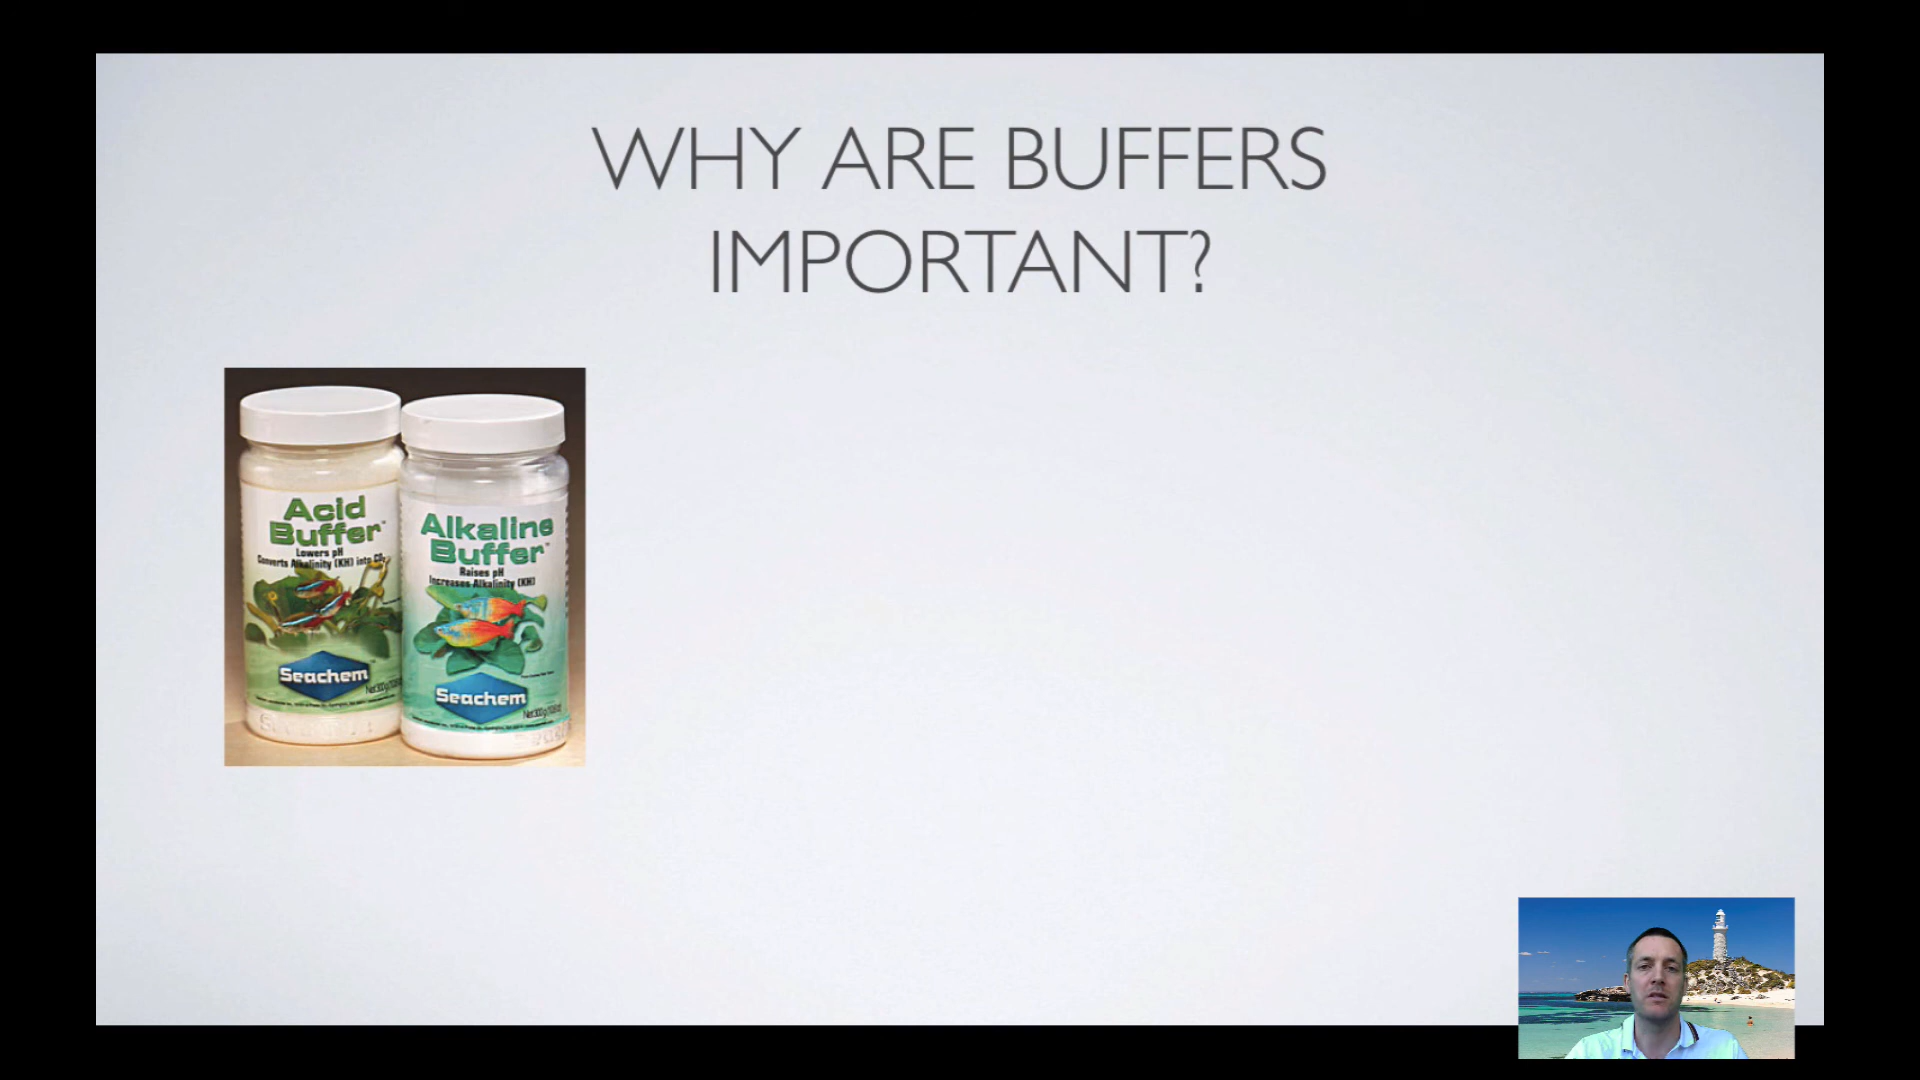 WHY ARE BUFFERS
IMPORTANT?
Acid
Buffer™
Lowers pH
Converts Alkalinity (KH) into CO₂
Seachem
Alkaline
Buffer™
Raises pH
Increases Alkalinity (KH)
Seachem